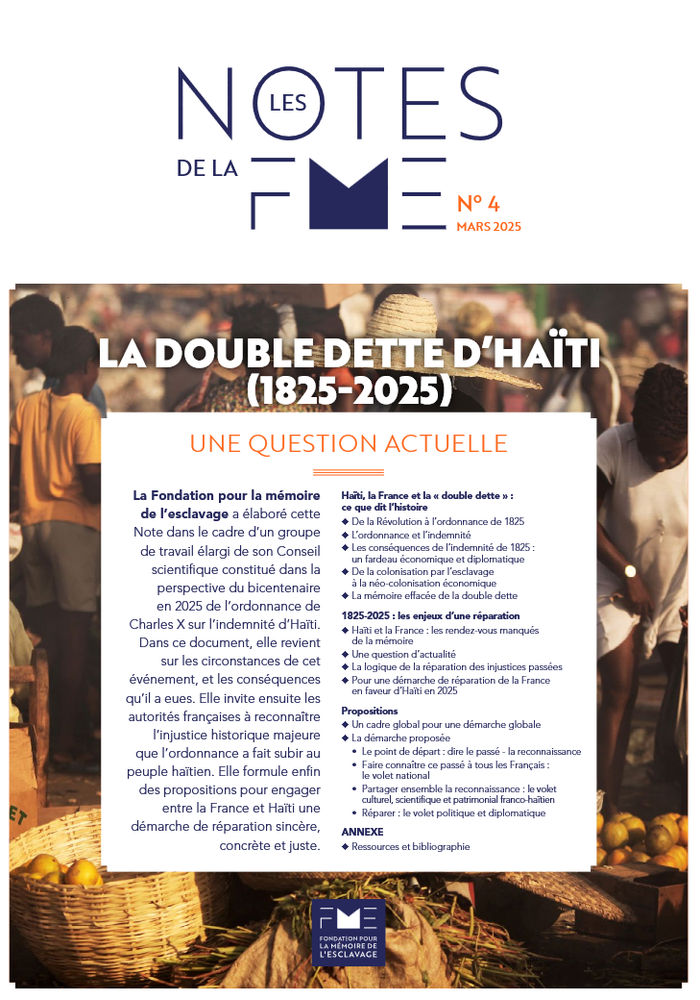 LES NOTES
DE LA FME
N° 4
MARS 2025
LA DOUBLE DETTE D'HAÏTI
(1825-2025)
UNE QUESTION ACTUELLE
La Fondation pour la mémoire
de l'esclavage a élaboré cette
Note dans le cadre d'un groupe
de travail élargi de son Conseil
scientifique constitué dans la
perspective du bicentenaire
en 2025 de l'ordonnance de
Charles X sur l'indemnité d'Haïti.
Dans ce document, elle revient
sur les circonstances de cet
événement, et les conséquences
qu'il a eues. Elle invite ensuite les
autorités françaises à reconnaître
l'injustice historique majeure
que l'ordonnance a fait subir au
peuple haïtien. Elle formule enfin
des propositions pour engager
entre la France et Haïti une
démarche de réparation sincère,
concrète et juste.
Haïti, la France et la « double dette » :
ce que dit l'histoire
◆ De la Révolution à l'ordonnance de 1825
◆ L'ordonnance et l'indemnité
◆ Les conséquences de l'indemnité de 1825 :
un fardeau économique et diplomatique
◆ De la colonisation par l'esclavage
à la néo-colonisation économique
◆ La mémoire effacée de la double dette
1825-2025 : les enjeux d'une réparation
◆ Haïti et la France : les rendez-vous manqués
de la mémoire
◆ Une question d'actualité
◆ La logique de la réparation des injustices passées
◆ Pour une démarche de réparation de la France
en faveur d'Haïti en 2025
Propositions
◆ Un cadre global pour une démarche globale
◆ La démarche proposée
• Le point de départ : dire le passé - la reconnaissance
• Faire connaître ce passé à tous les Français :
le volet national
• Partager ensemble la reconnaissance : le volet
culturel, scientifique et patrimonial franco-haïtien
• Réparer : le volet politique et diplomatique
ANNEXE
◆ Ressources et bibliographie
FME
FONDATION POUR
LA MÉMOIRE DE
L'ESCLAVAGE